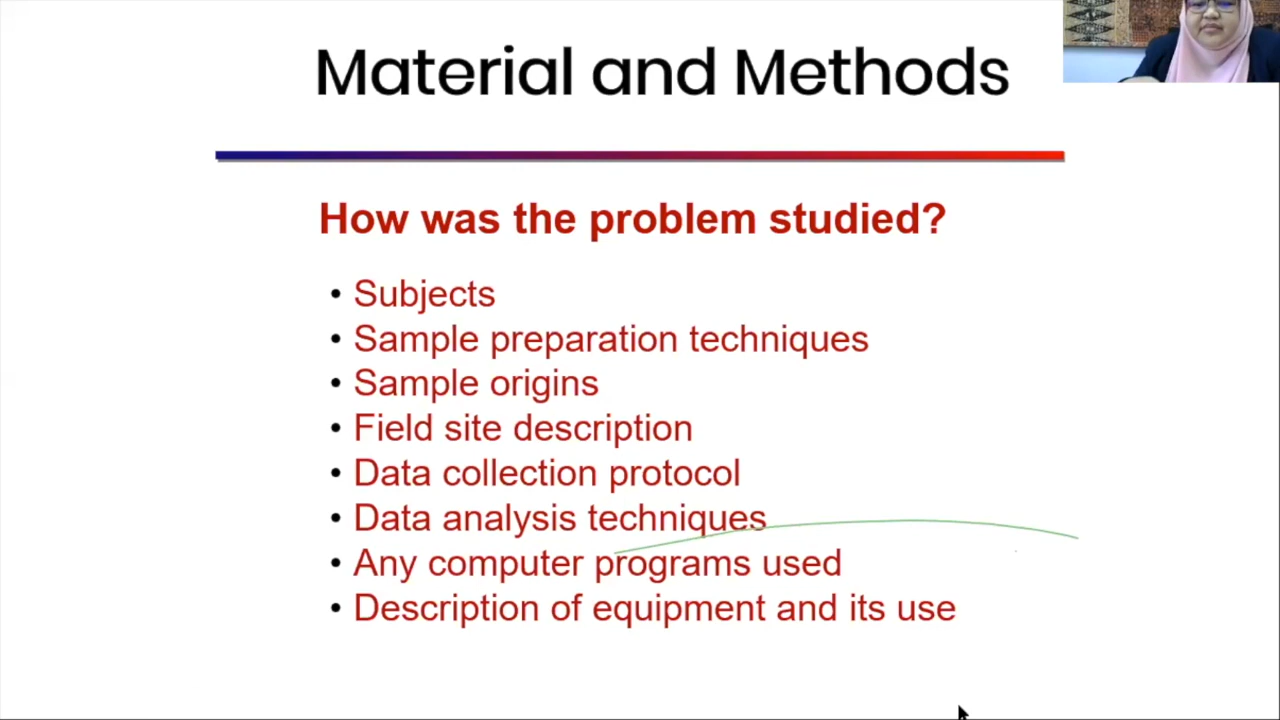 Material and Methods
How was the problem studied?
• Subjects
• Sample preparation techniques
• Sample origins
• Field site description
• Data collection protocol
• Data analysis techniques
• Any computer programs used
• Description of equipment and its use